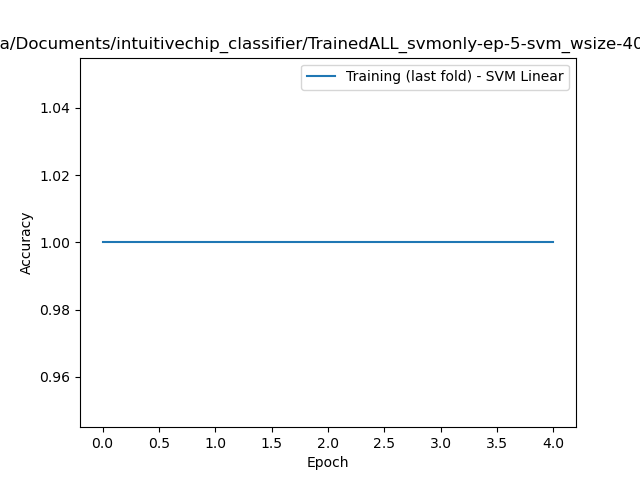 a/Documents/intuitivechip_classifier/TrainedALL_svmonly-ep-5-svm_wsize-40
Training (last fold) - SVM Linear
1.04
1.02
1.00
0.98
0.96
Accuracy
0.0 0.5 1.0 1.5 2.0 2.5 3.0 3.5 4.0
Epoch